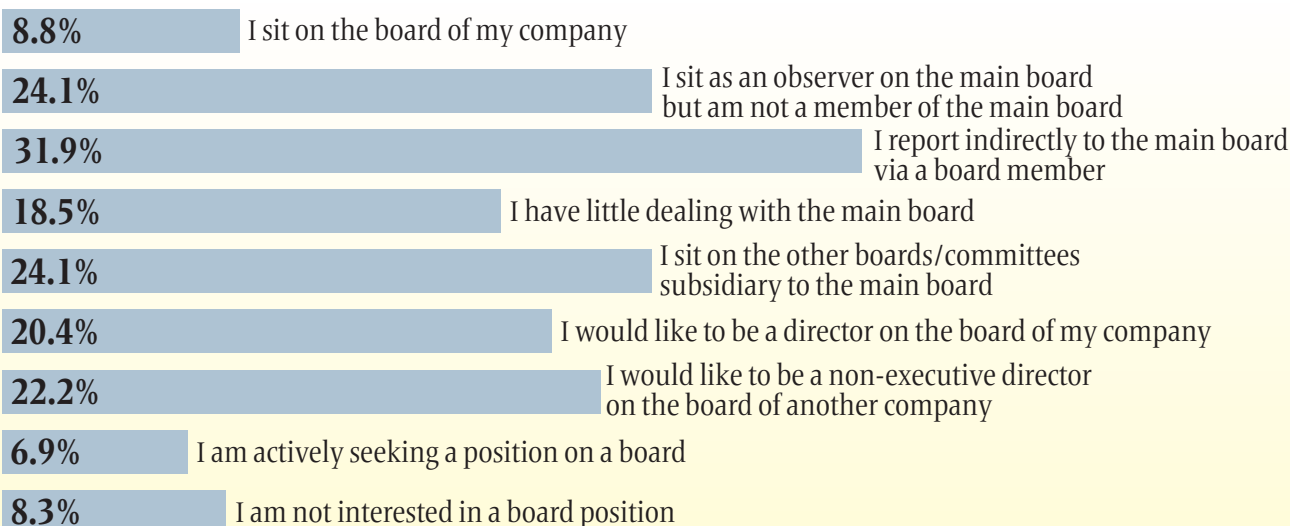 8.8% I sit on the board of my company
24.1% I sit as an observer on the main board
but am not a member of the main board
31.9% I report indirectly to the main board
via a board member
18.5% I have little dealing with the main board
24.1% I sit on the other boards/committees
subsidiary to the main board
20.4% I would like to be a director on the board of my company
22.2% I would like to be a non-executive director
on the board of another company
6.9% I am actively seeking a position on a board
8.3% I am not interested in a board position